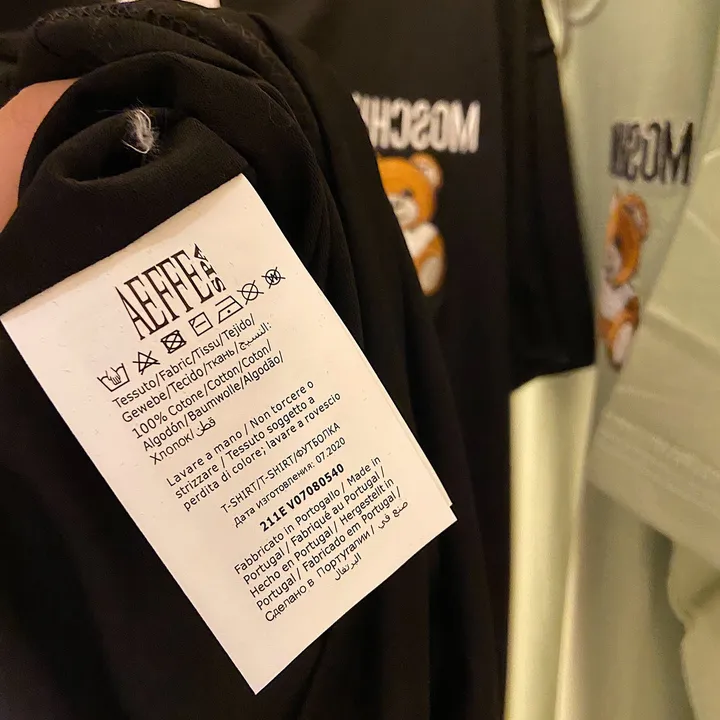 AEFFE SPA
Tessuto/Fabric/Tissu/Tejido/
Gewebe/Tecido/ткань/النسيج:
100% Cotone/Cotton/Coton/
Algodón/Baumwolle/Algodão/
Хлопок/قطن
Lavare a mano / Non torcere o
strizzare / Tessuto soggetto a
perdita di colore; lavare a rovescio
T-SHIRT/T-SHIRT/ФУТБОЛКА
Дата изготовления: 07.2020
211E V07080540
Fabbricato in Portogallo / Made in
Portugal / Fabriqué au Portugal /
Hecho en Portugal / Hergestellt in
Portugal / Fabricado em Portugal /
Сделано в Португалии / صنع في
البرتغال
MOSCHI
MOSCHI